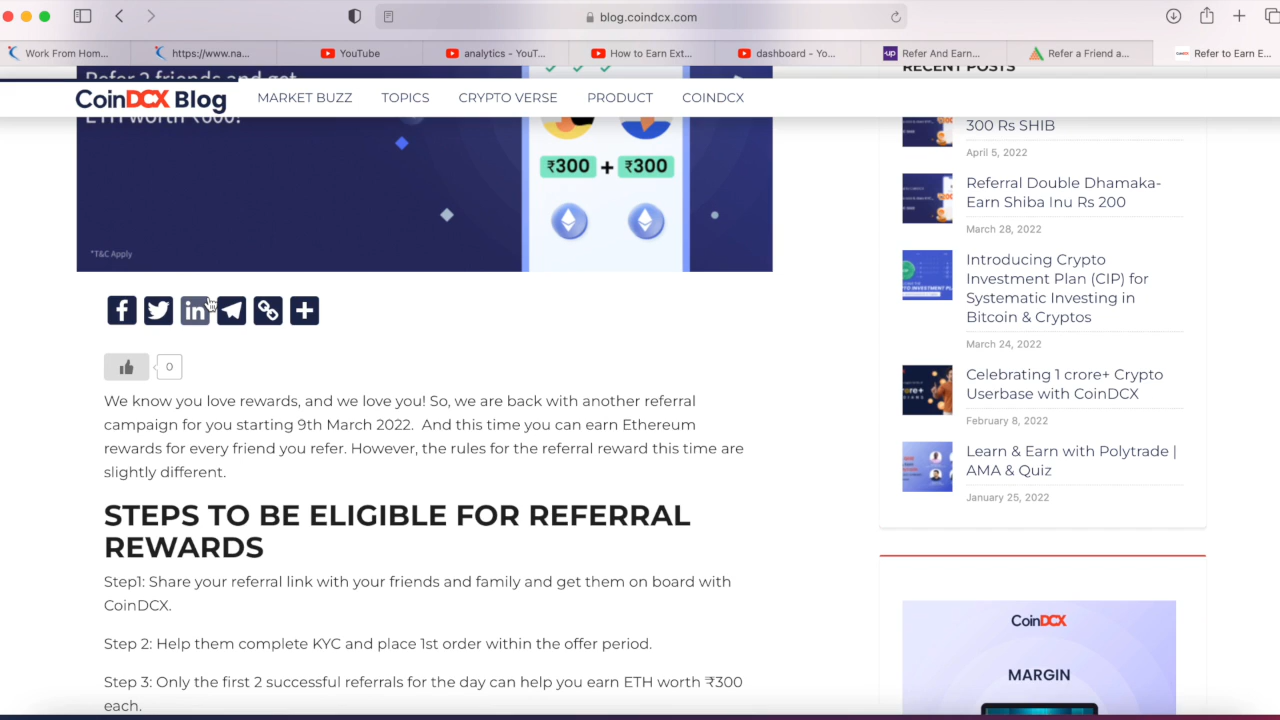 blog.coindcx.com
Work From Hom...
https://www.na...
YouTube
analytics - YouT...
How to Earn Ext...
dashboard - Yo...
Refer And Earn...
Refer a Friend a...
Refer to Earn E...
Refer 2 friends and get
ETH worth ₹600!
CoinDCX Blog
MARKET BUZZ
TOPICS
CRYPTO VERSE
PRODUCT
COINDCX
₹300 + ₹300
*T&C Apply
0
We know you love rewards, and we love you! So, we are back with another referral
campaign for you starting 9th March 2022. And this time you can earn Ethereum
rewards for every friend you refer. However, the rules for the referral reward this time are
slightly different.
STEPS TO BE ELIGIBLE FOR REFERRAL
REWARDS
Step1: Share your referral link with your friends and family and get them on board with
CoinDCX.
Step 2: Help them complete KYC and place 1st order within the offer period.
Step 3: Only the first 2 successful referrals for the day can help you earn ETH worth ₹300
each.
RECENT POSTS
300 Rs SHIB
April 5, 2022
Referral Double Dhamaka-
Earn Shiba Inu Rs 200
March 28, 2022
Introducing Crypto
Investment Plan (CIP) for
Systematic Investing in
Bitcoin & Cryptos
March 24, 2022
Celebrating 1 crore+ Crypto
Userbase with CoinDCX
February 8, 2022
Learn & Earn with Polytrade |
AMA & Quiz
January 25, 2022
CoinDCX
MARGIN